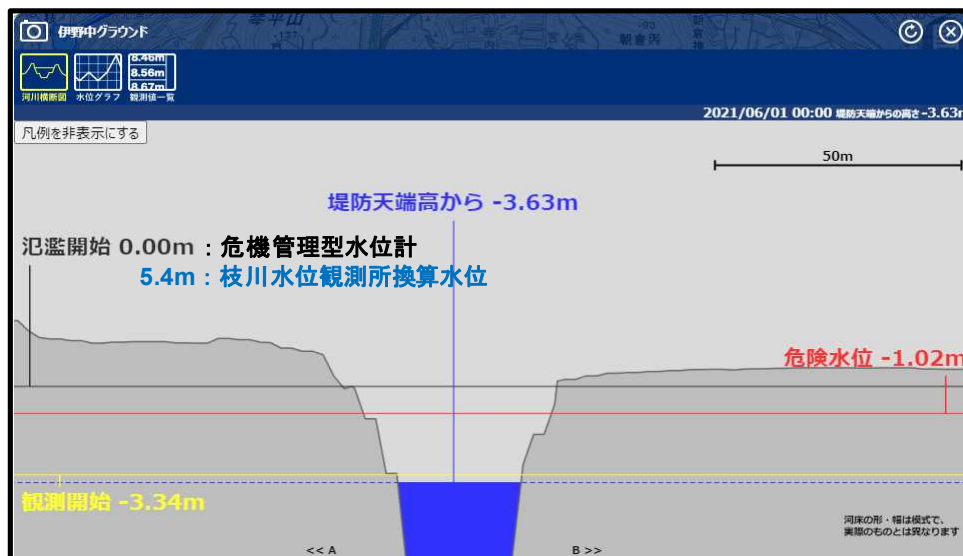 伊野中グラウンド
8.46m
8.56m
8.67m
河川横断図 水位グラフ 観測値一覧
2021/06/01 00:00 堤防天端からの高さ-3.63m
凡例を非表示にする
50m
堤防天端高から -3.63m
氾濫開始 0.00m：危機管理型水位計
5.4m：枝川水位観測所換算水位
危険水位 -1.02m
観測開始 -3.34m
河床の形・幅は模式で、
実際のものとは異なります
<< A
B >>